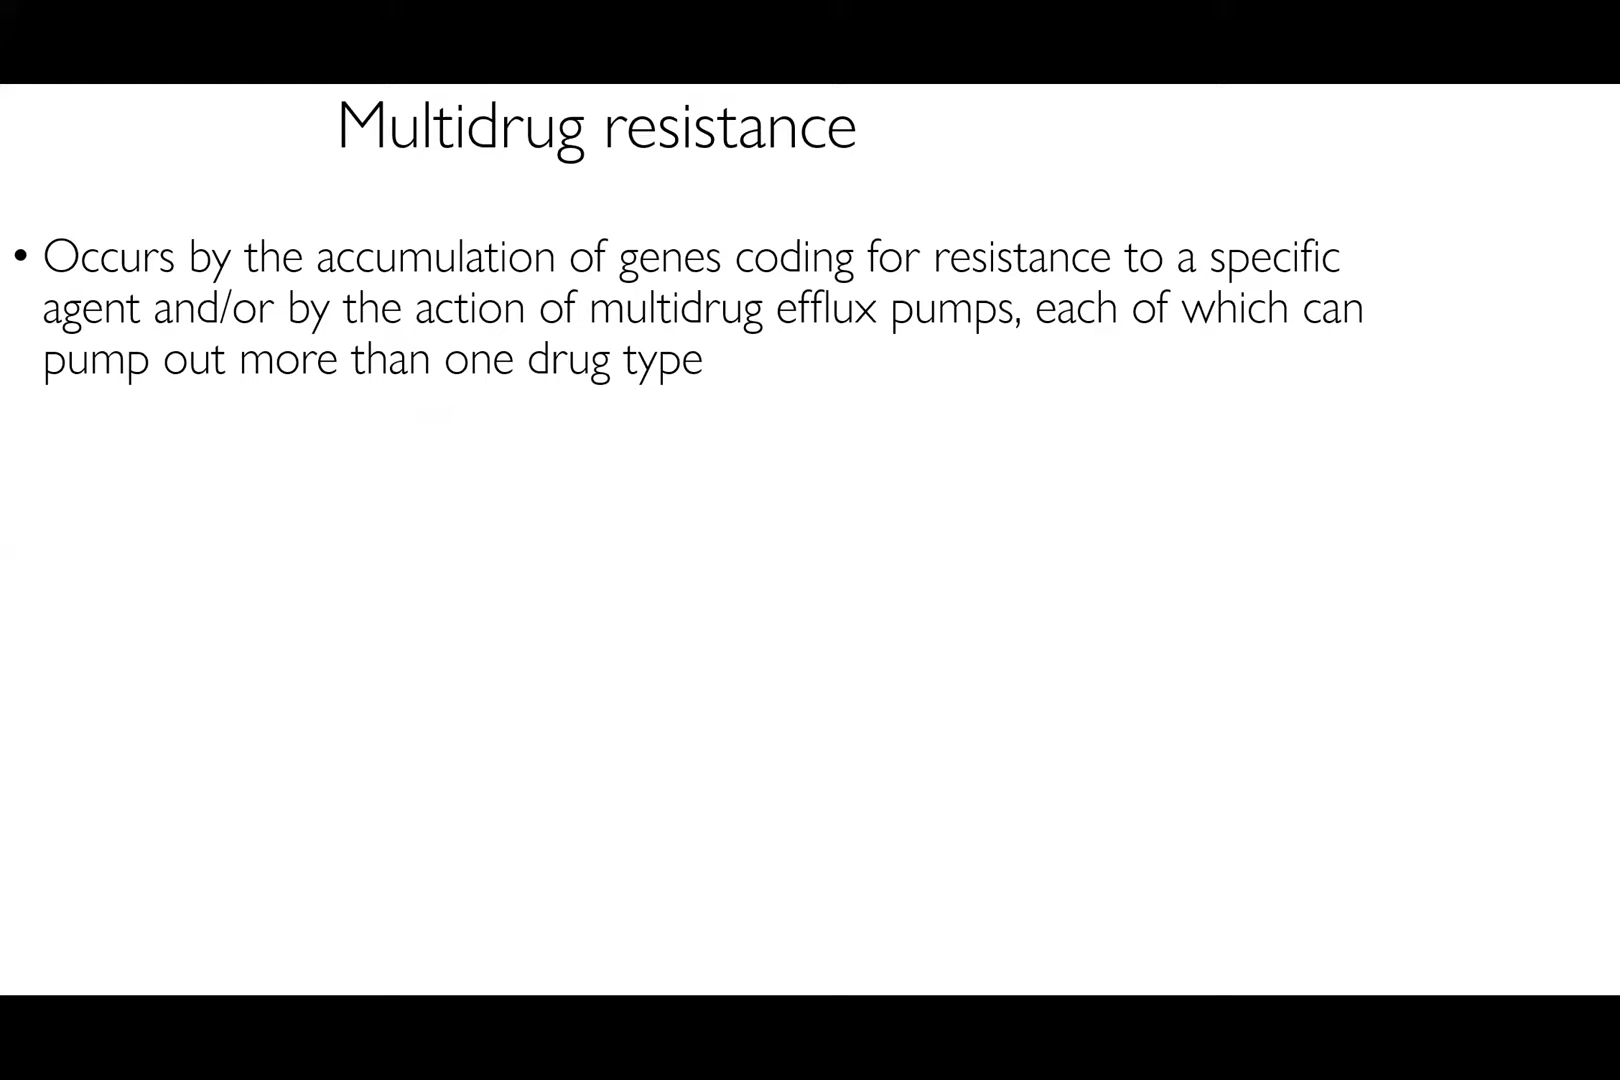 Multidrug resistance
• Occurs by the accumulation of genes coding for resistance to a specific
agent and/or by the action of multidrug efflux pumps, each of which can
pump out more than one drug type